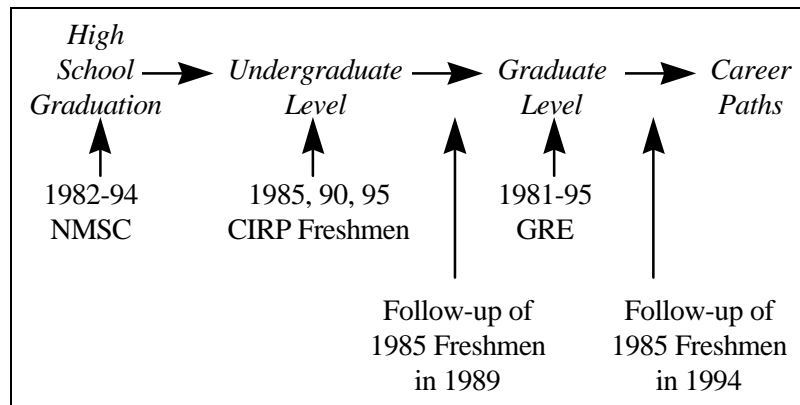 High
School
Graduation
Undergraduate
Level
Graduate
Level
Career
Paths
1982-94
NMSC
1985, 90, 95
CIRP Freshmen
1981-95
GRE
Follow-up of
1985 Freshmen
in 1989
Follow-up of
1985 Freshmen
in 1994